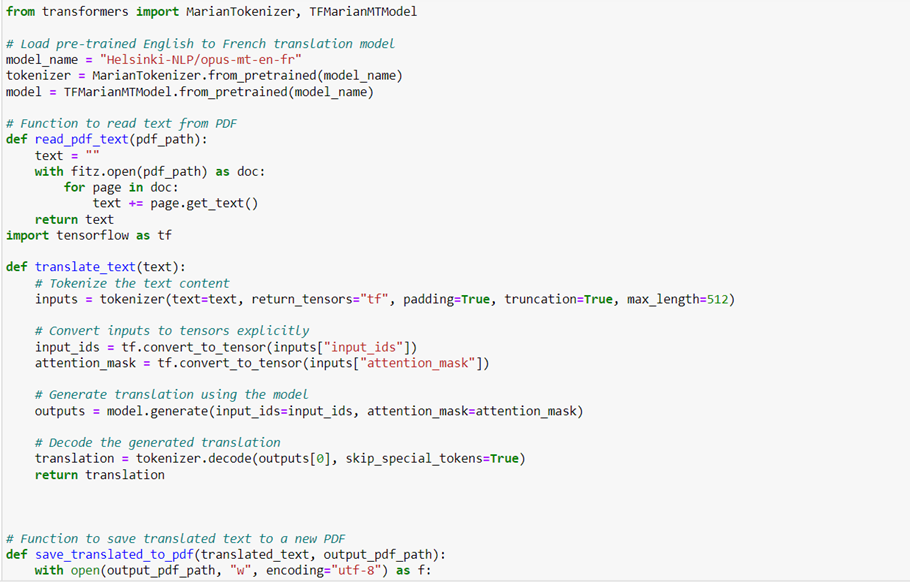 from transformers import MarianTokenizer, TFMarianMTModel

# Load pre-trained English to French translation model
model_name = "Helsinki-NLP/opus-mt-en-fr"
tokenizer = MarianTokenizer.from_pretrained(model_name)
model = TFMarianMTModel.from_pretrained(model_name)

# Function to read text from PDF
def read_pdf_text(pdf_path):
    text = ""
    with fitz.open(pdf_path) as doc:
        for page in doc:
            text += page.get_text()
    return text
import tensorflow as tf

def translate_text(text):
    # Tokenize the text content
    inputs = tokenizer(text=text, return_tensors="tf", padding=True, truncation=True, max_length=512)

    # Convert inputs to tensors explicitly
    input_ids = tf.convert_to_tensor(inputs["input_ids"])
    attention_mask = tf.convert_to_tensor(inputs["attention_mask"])

    # Generate translation using the model
    outputs = model.generate(input_ids=input_ids, attention_mask=attention_mask)

    # Decode the generated translation
    translation = tokenizer.decode(outputs[0], skip_special_tokens=True)
    return translation

# Function to save translated text to a new PDF
def save_translated_to_pdf(translated_text, output_pdf_path):
    with open(output_pdf_path, "w", encoding="utf-8") as f: